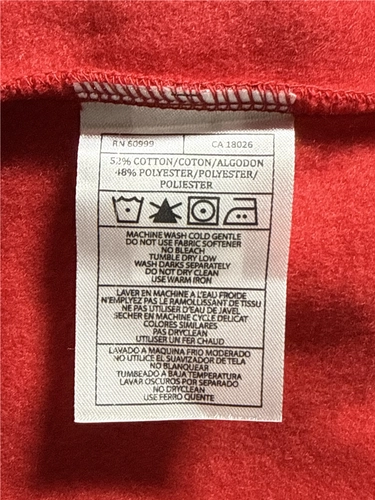 RN 60999 CA 18026
52% COTTON/COTON/ALGODON
48% POLYESTER/POLYESTER/
POLIESTER
MACHINE WASH COLD GENTLE
DO NOT USE FABRIC SOFTENER
NO BLEACH
TUMBLE DRY LOW
WASH DARKS SEPARATELY
DO NOT DRY CLEAN
USE WARM IRON
LAVER EN MACHINE A L'EAU FROIDE
N'EMPLYEZ PAS LE RAMOLLISSANT DE TISSU
NE PAS UTILISER D'EAU DE JAVEL
SECHER EN MACHINE CYCLE DELICAT
COLORES SIMILARES
PAS DRYCLEAN
UTILISER UN FER CHAUD
LAVADO A MAQUINA FRIO MODERADO
NO UTILICE EL SUAVIZADOR DE TELA
NO BLANQUEAR
TUMBEADO A BAJA TEMPERATURA
LAVAR OSCUROS POR SEPARADO
NO DRYCLEAN
USE FERRO QUENTE